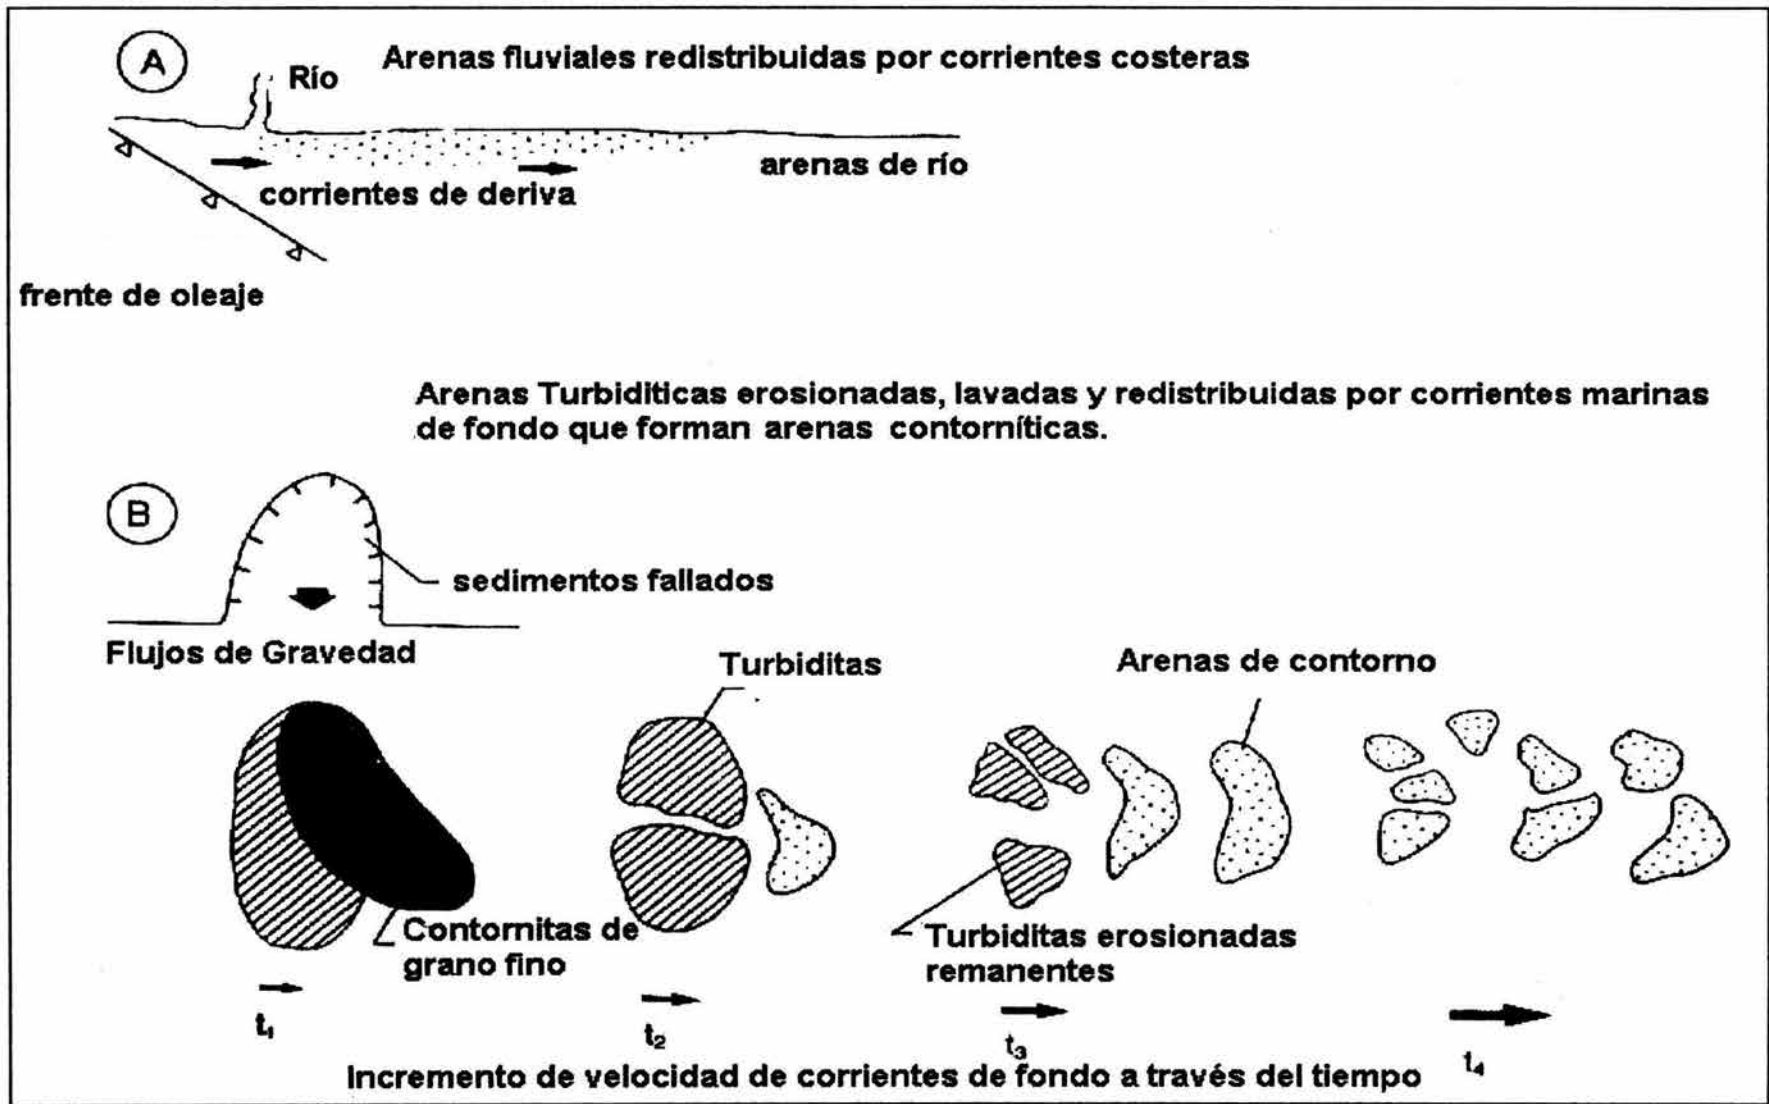 A
Arenas fluviales redistribuidas por corrientes costeras
Río
arenas de río
corrientes de deriva
frente de oleaje
Arenas Turbiditicas erosionadas, lavadas y redistribuidas por corrientes marinas
de fondo que forman arenas contorníticas.
B
sedimentos fallados
Flujos de Gravedad
Turbiditas
Arenas de contorno
Contornitas de
grano fino
Turbiditas erosionadas
remanentes
t₁
t₂
t₃
t₄
Incremento de velocidad de corrientes de fondo a través del tiempo